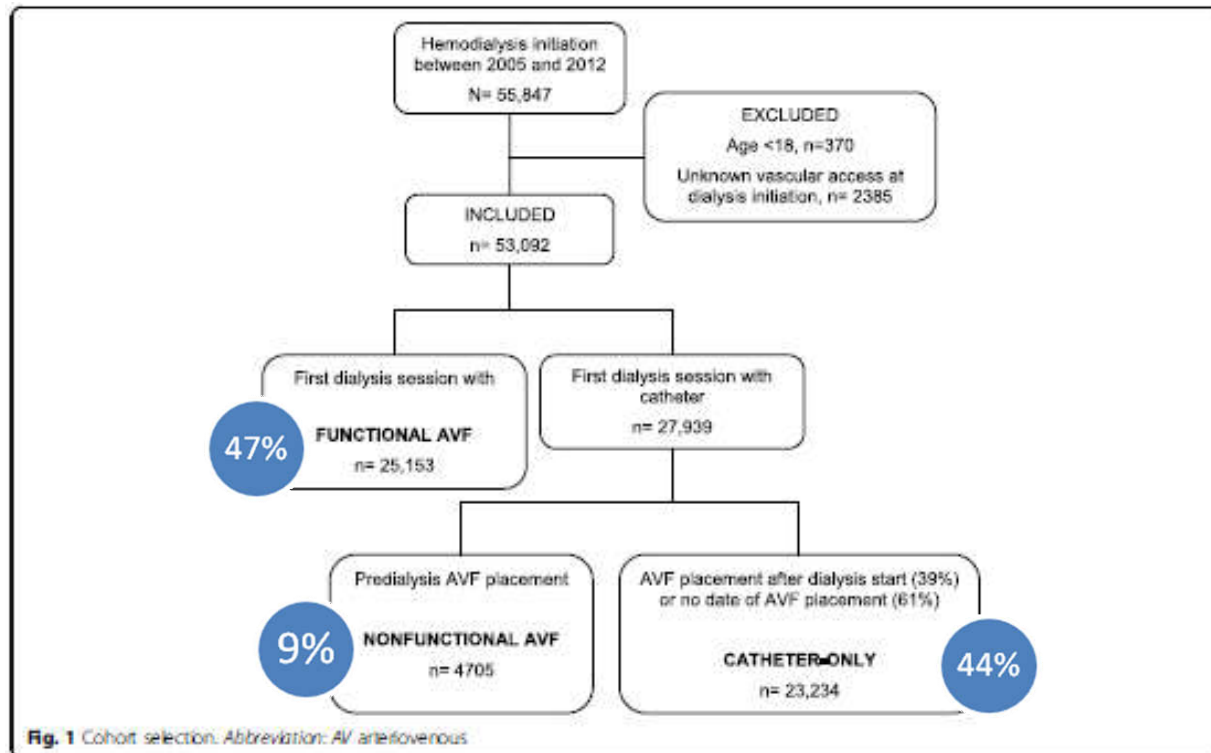 Hemodialysis initiation
between 2005 and 2012
N= 55,847
EXCLUDED
Age <18, n=370
Unknown vascular access at
dialysis initiation, n= 2385
INCLUDED
n= 53,092
First dialysis session with
FUNCTIONAL AVF
n= 25,153
47%
First dialysis session with
catheter
n= 27,939
Predialysis AVF placement
NONFUNCTIONAL AVF
n= 4705
9%
AVF placement after dialysis start (39%)
or no date of AVF placement (61%)
CATHETER-ONLY
n= 23,234
44%
Fig. 1 Cohort selection. Abbreviation: AV arteriovenous